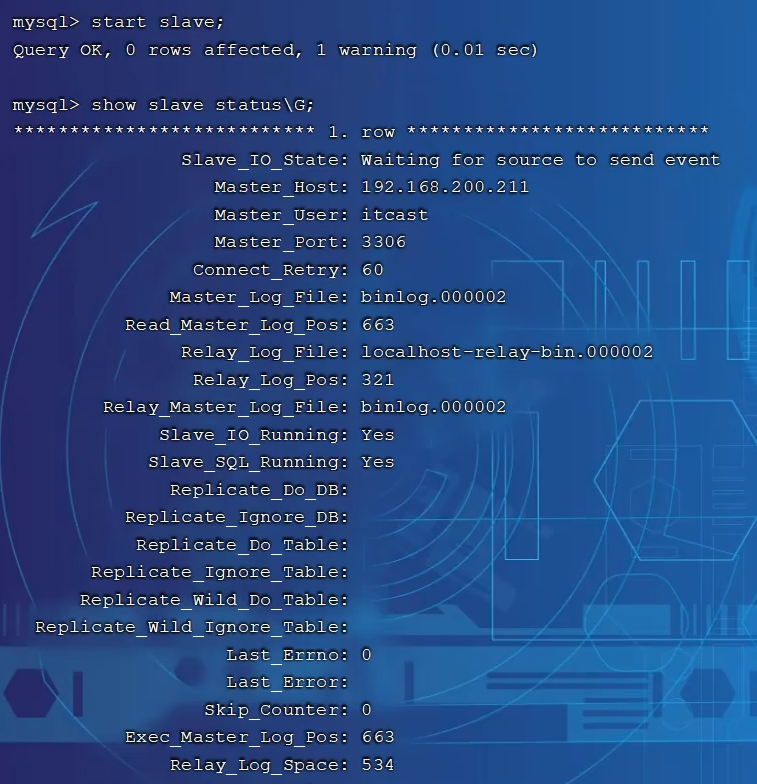 mysql> start slave;
Query OK, 0 rows affected, 1 warning (0.01 sec)
mysql> show slave status\G;
*************************** 1. row ***************************
Slave_IO_State: Waiting for source to send event
Master_Host: 192.168.200.211
Master_User: itcast
Master_Port: 3306
Connect_Retry: 60
Master_Log_File: binlog.000002
Read_Master_Log_Pos: 663
Relay_Log_File: localhost-relay-bin.000002
Relay_Log_Pos: 321
Relay_Master_Log_File: binlog.000002
Slave_IO_Running: Yes
Slave_SQL_Running: Yes
Replicate_Do_DB:
Replicate_Ignore_DB:
Replicate_Do_Table:
Replicate_Ignore_Table:
Replicate_Wild_Do_Table:
Replicate_Wild_Ignore_Table:
Last_Errno: 0
Last_Error:
Skip_Counter: 0
Exec_Master_Log_Pos: 663
Relay_Log_Space: 534